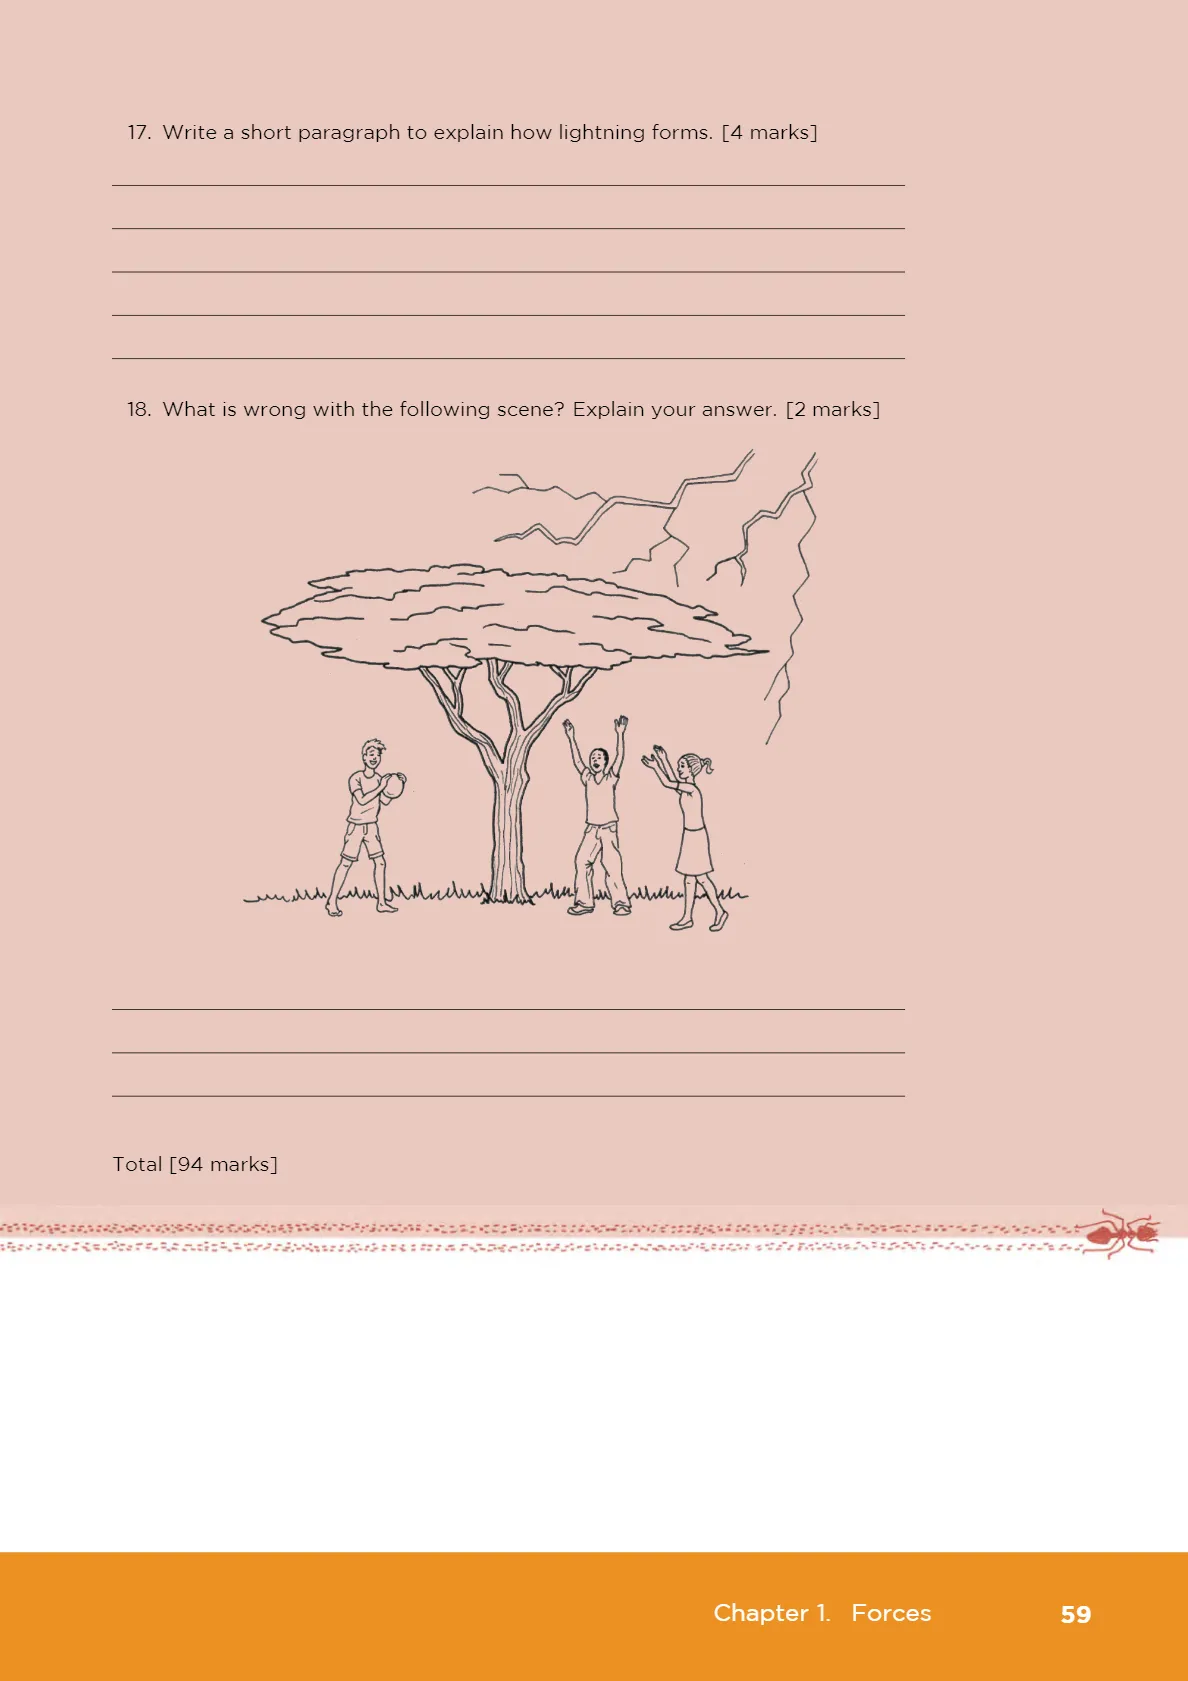 17. Write a short paragraph to explain how lightning forms. [4 marks]
18. What is wrong with the following scene? Explain your answer. [2 marks]
Total [94 marks]
Chapter 1. Forces 59